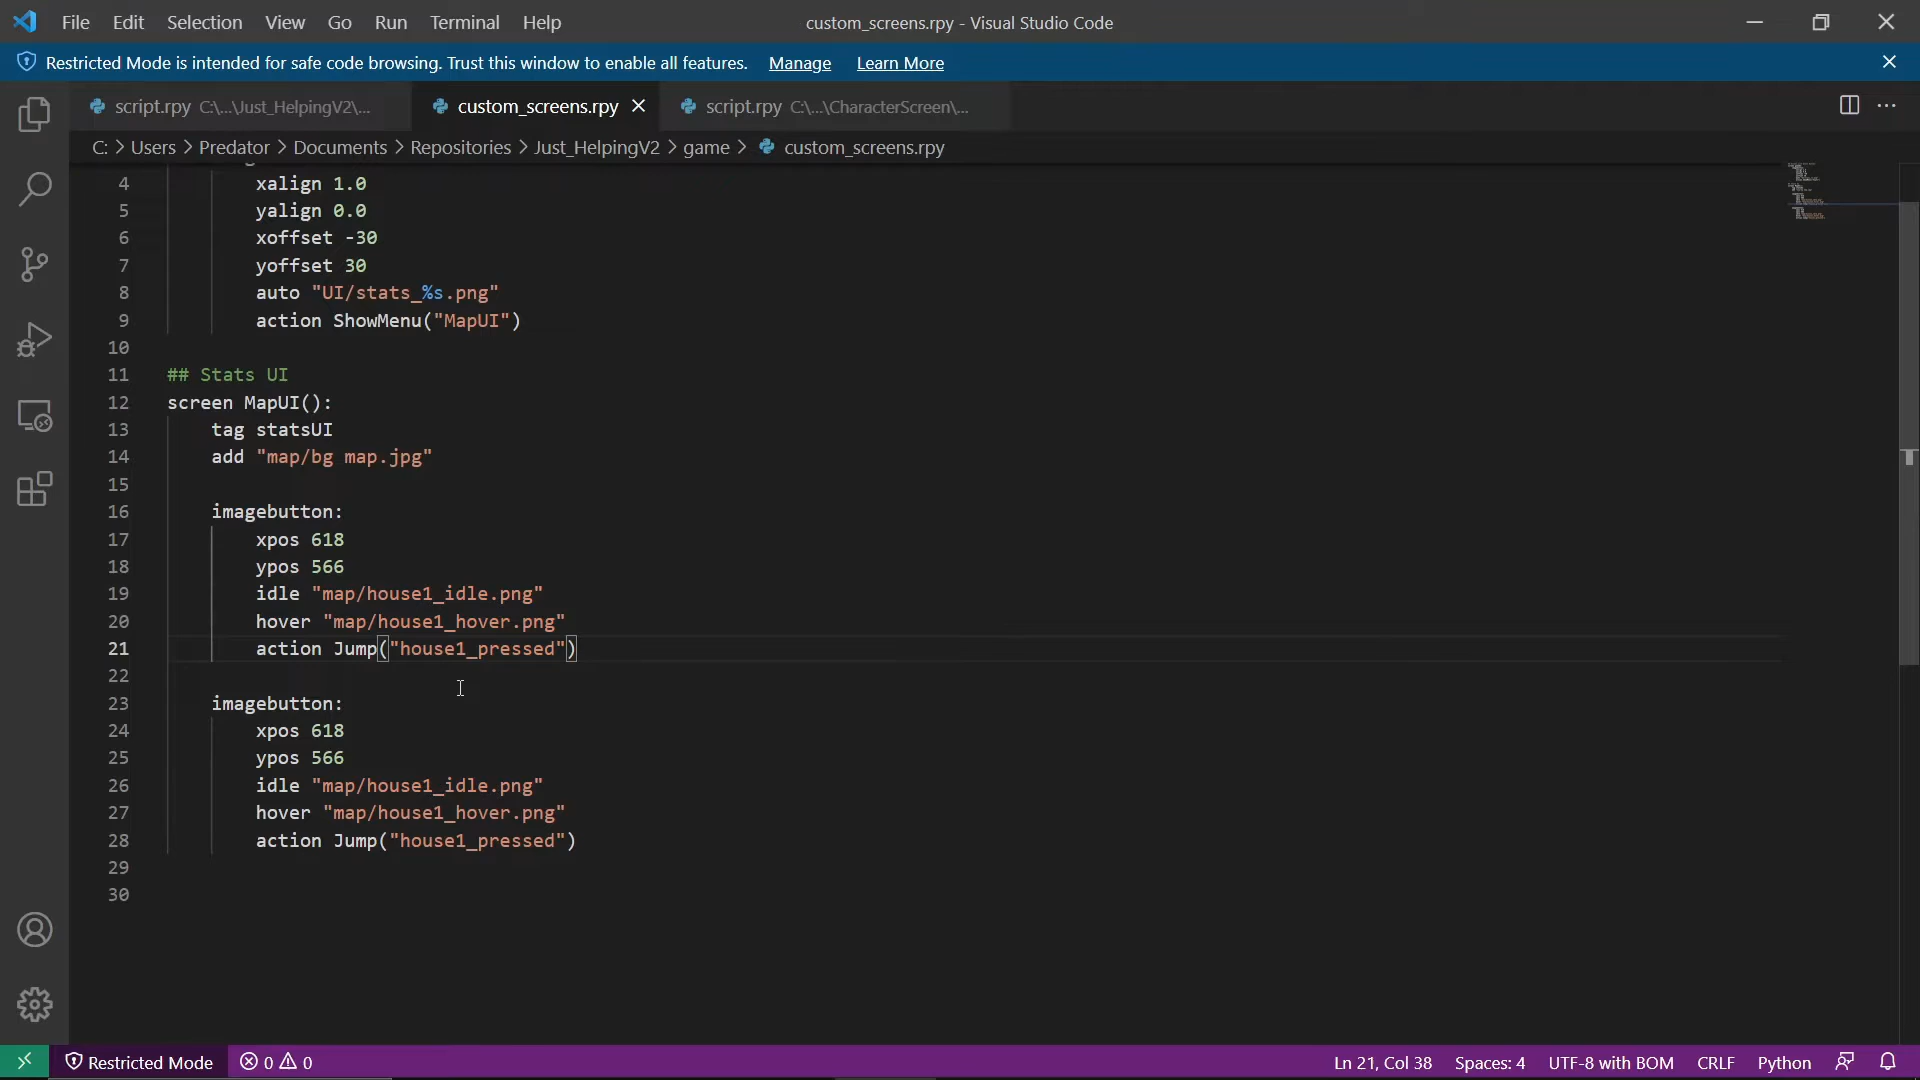 File Edit Selection View Go Run Terminal Help custom_screens.rpy - Visual Studio Code
Restricted Mode is intended for safe code browsing. Trust this window to enable all features. Manage Learn More
script.rpy C:\...\Just_HelpingV2\... custom_screens.rpy script.rpy C:\...\CharacterScreen\...
C: > Users > Predator > Documents > Repositories > Just_HelpingV2 > game > custom_screens.rpy
4 xalign 1.0
5 yalign 0.0
6 xoffset -30
7 yoffset 30
8 auto "UI/stats_%s.png"
9 action ShowMenu("MapUI")
10
11 ## Stats UI
12 screen MapUI():
13 tag statsUI
14 add "map/bg map.jpg"
15
16 imagebutton:
17 xpos 618
18 ypos 566
19 idle "map/house1_idle.png"
20 hover "map/house1_hover.png"
21 action Jump("house1_pressed")
22
23 imagebutton:
24 xpos 618
25 ypos 566
26 idle "map/house1_idle.png"
27 hover "map/house1_hover.png"
28 action Jump("house1_pressed")
29
30
Restricted Mode 0 0 Ln 21, Col 38 Spaces: 4 UTF-8 with BOM CRLF Python